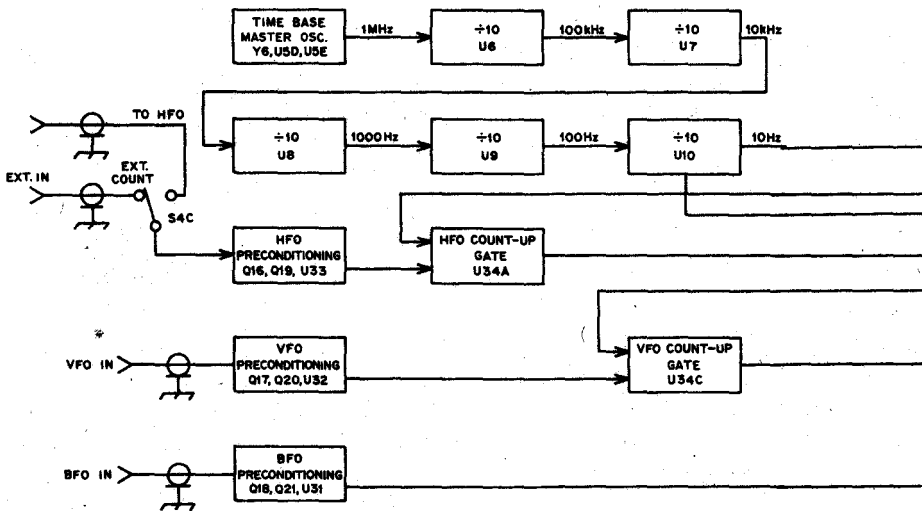 TIME BASE
MASTER OSC.
Y6, U5D, U5E
1MHz
÷10
U6
100kHz
÷10
U7
10kHz
TO HFO
÷10
U8
1000Hz
÷10
U9
100Hz
÷10
U10
10Hz
EXT. IN
EXT.
COUNT
S4C
HFO
PRECONDITIONING
Q16, Q19, U33
HFO COUNT-UP
GATE
U34A
VFO IN
VFO
PRECONDITIONING
Q17, Q20, U32
VFO COUNT-UP
GATE
U34C
BFO IN
BFO
PRECONDITIONING
Q18, Q21, U31